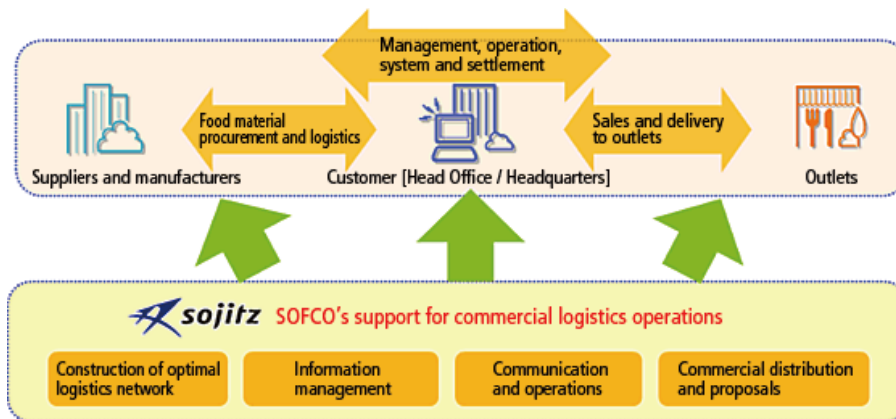 Management, operation,
system and settlement
Food material
procurement and logistics
Sales and delivery
to outlets
Suppliers and manufacturers
Customer [Head Office / Headquarters]
Outlets
sojitz SOFCO's support for commercial logistics operations
Construction of optimal
logistics network
Information
management
Communication
and operations
Commercial distribution
and proposals